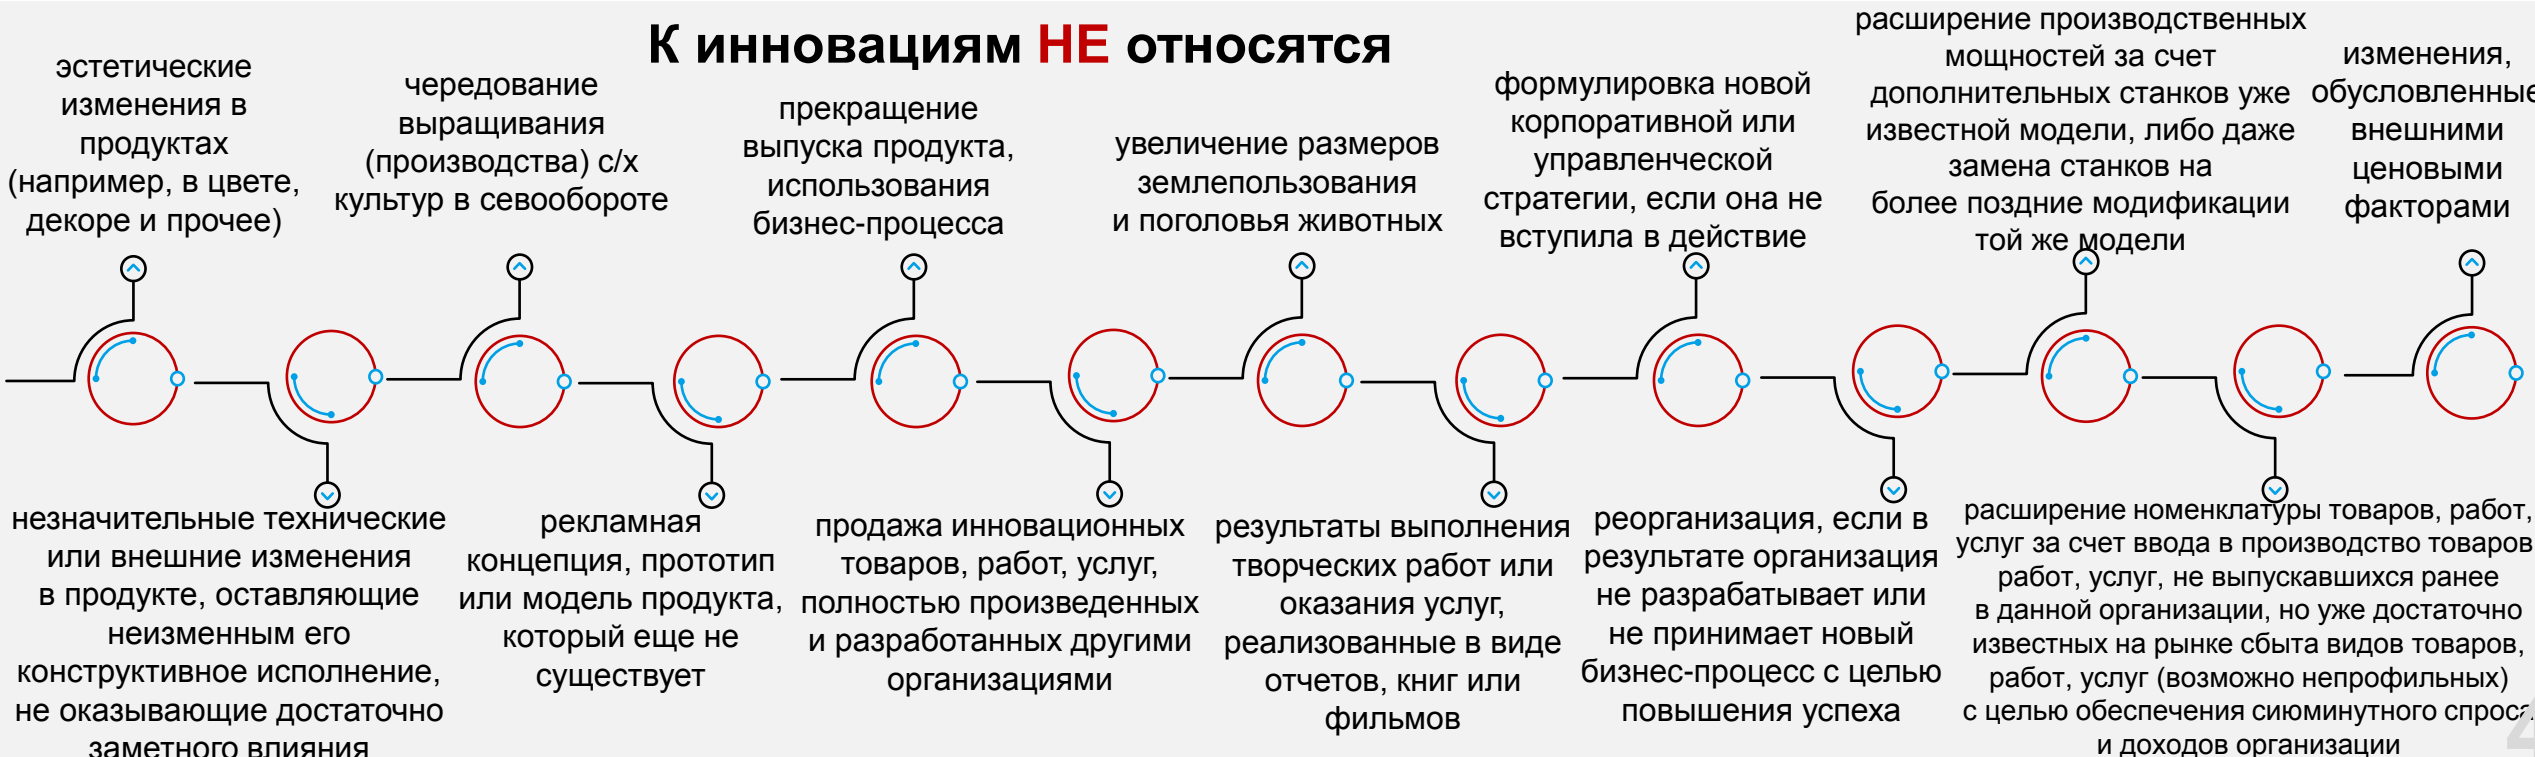 К инновациям НЕ относятся
эстетические
изменения в
продуктах
(например, в цвете,
декоре и прочее)
чередование
выращивания
(производства) с/х
культур в севообороте
прекращение
выпуска продукта,
использования
бизнес-процесса
увеличение размеров
землепользования
и поголовья животных
формулировка новой
корпоративной или
управленческой
стратегии, если она не
вступила в действие
расширение производственных
мощностей за счет
дополнительных станков уже
известной модели, либо даже
замена станков на
более поздние модификации
той же модели
изменения,
обусловленные
внешними
ценовыми
факторами
незначительные технические
или внешние изменения
в продукте, оставляющие
неизменным его
конструктивное исполнение,
не оказывающие достаточно
заметного влияния
рекламная
концепция, прототип
или модель продукта,
который еще не
существует
продажа инновационных
товаров, работ, услуг,
полностью произведенных
и разработанных другими
организациями
результаты выполнения
творческих работ или
оказания услуг,
реализованные в виде
отчетов, книг или
фильмов
реорганизация, если в
результате организация
не разрабатывает или
не принимает новый
бизнес-процесс с целью
повышения успеха
расширение номенклатуры товаров, работ,
услуг за счет ввода в производство товаров
работ, услуг, не выпускавшихся ранее
в данной организации, но уже достаточно
известных на рынке сбыта видов товаров,
работ, услуг (возможно непрофильных)
с целью обеспечения сиюминутного спроса
и доходов организации
4